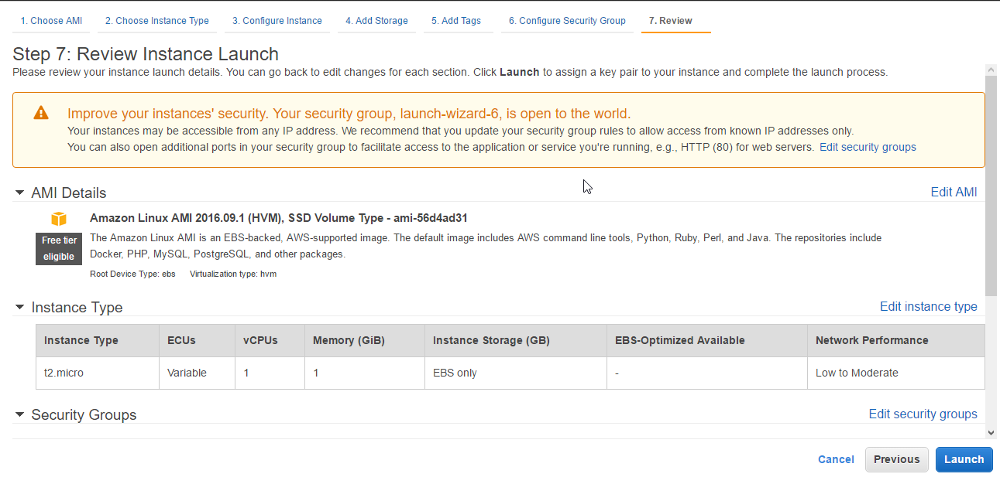 1. Choose AMI 2. Choose Instance Type 3. Configure Instance 4. Add Storage 5. Add Tags 6. Configure Security Group 7. Review
Step 7: Review Instance Launch
Please review your instance launch details. You can go back to edit changes for each section. Click Launch to assign a key pair to your instance and complete the launch process.
Improve your instances' security. Your security group, launch-wizard-6, is open to the world.
Your instances may be accessible from any IP address. We recommend that you update your security group rules to allow access from known IP addresses only.
You can also open additional ports in your security group to facilitate access to the application or service you're running, e.g., HTTP (80) for web servers. Edit security groups
AMI Details Edit AMI
Amazon Linux AMI 2016.09.1 (HVM), SSD Volume Type - ami-56d4ad31
Free tier
eligible
The Amazon Linux AMI is an EBS-backed, AWS-supported image. The default image includes AWS command line tools, Python, Ruby, Perl, and Java. The repositories include
Docker, PHP, MySQL, PostgreSQL, and other packages.
Root Device Type: ebs Virtualization type: hvm
Instance Type Edit instance type
Instance Type ECUs vCPUs Memory (GiB) Instance Storage (GB) EBS-Optimized Available Network Performance
t2.micro Variable 1 1 EBS only - Low to Moderate
Security Groups Edit security groups
Cancel Previous Launch